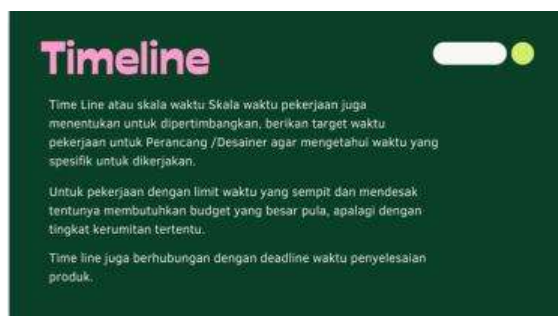 Timeline
Time Line atau skala waktu Skala waktu pekerjaan juga
menentukan untuk dipertimbangkan, berikan target waktu
pekerjaan untuk Perancang /Desainer agar mengetahui waktu yang
spesifik untuk dikerjakan.
Untuk pekerjaan dengan limit waktu yang sempit dan mendesak
tentunya membutuhkan budget yang besar pula, apalagi dengan
tingkat kerumitan tertentu.
Time line juga berhubungan dengan deadline waktu penyelesaian
produk.